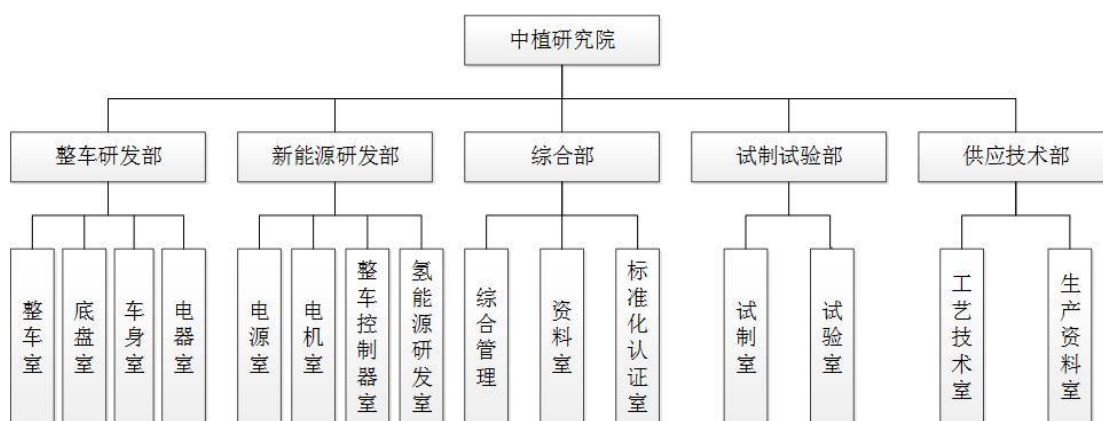 中植研究院
整车研发部
新能源研发部
综合部
试制试验部
供应技术部
整车室
底盘室
车身室
电器室
电源室
电机室
整车控制器室
氢能源研发室
综合管理
资料室
标准化认证室
试制室
试验室
工艺技术室
生产资料室